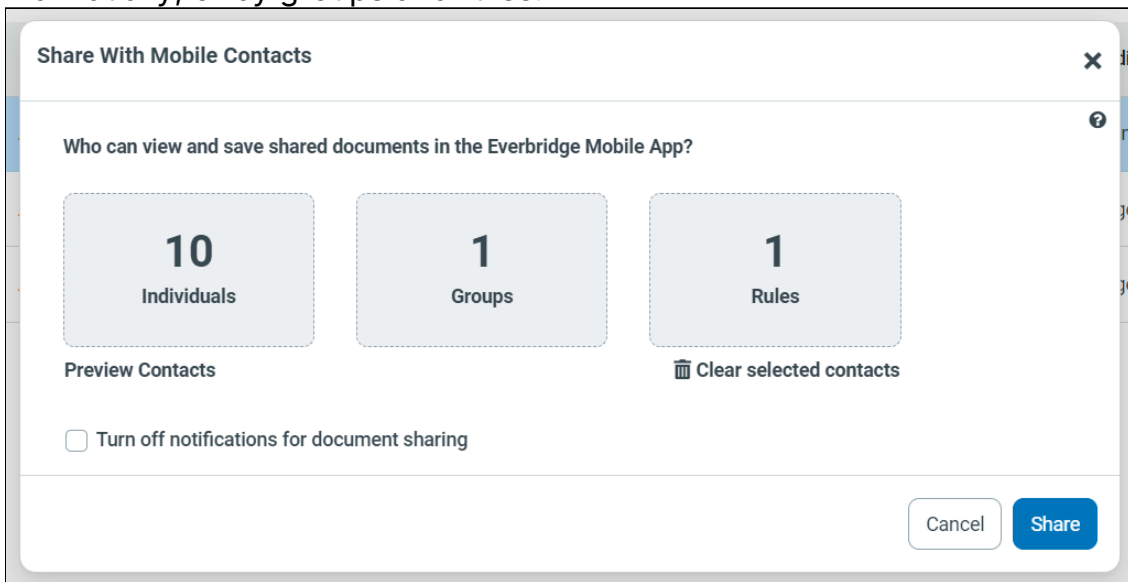 Share With Mobile Contacts
Who can view and save shared documents in the Everbridge Mobile App?
10 1 1
Individuals Groups Rules
Preview Contacts Clear selected contacts
Turn off notifications for document sharing
Cancel Share